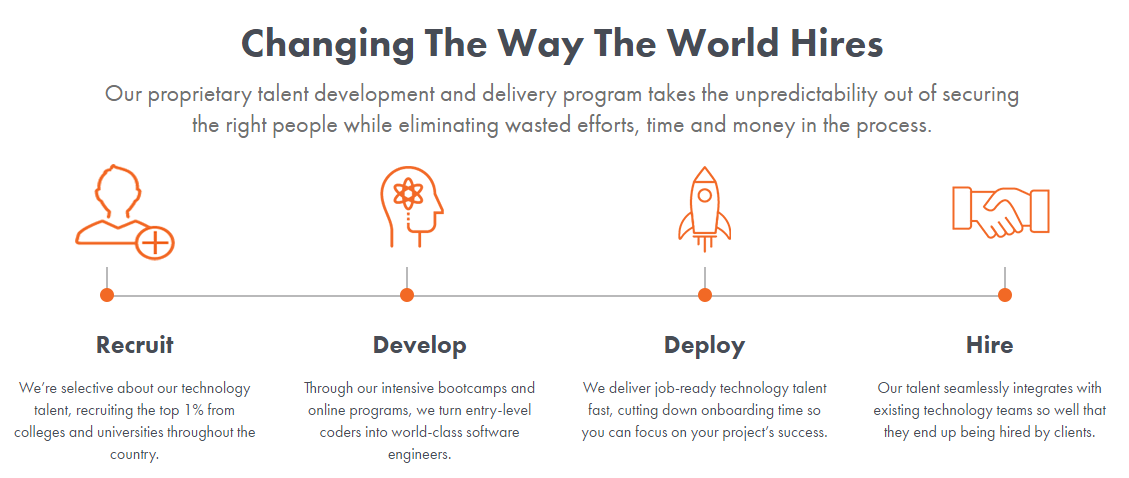 Changing The Way The World Hires
Our proprietary talent development and delivery program takes the unpredictability out of securing
the right people while eliminating wasted efforts, time and money in the process.
Recruit
We’re selective about our technology
talent, recruiting the top 1% from
colleges and universities throughout the
country.
Develop
Through our intensive bootcamps and
online programs, we turn entry-level
coders into world-class software
engineers.
Deploy
We deliver job-ready technology talent
fast, cutting down onboarding time so
you can focus on your project’s success.
Hire
Our talent seamlessly integrates with
existing technology teams so well that
they end up being hired by clients.